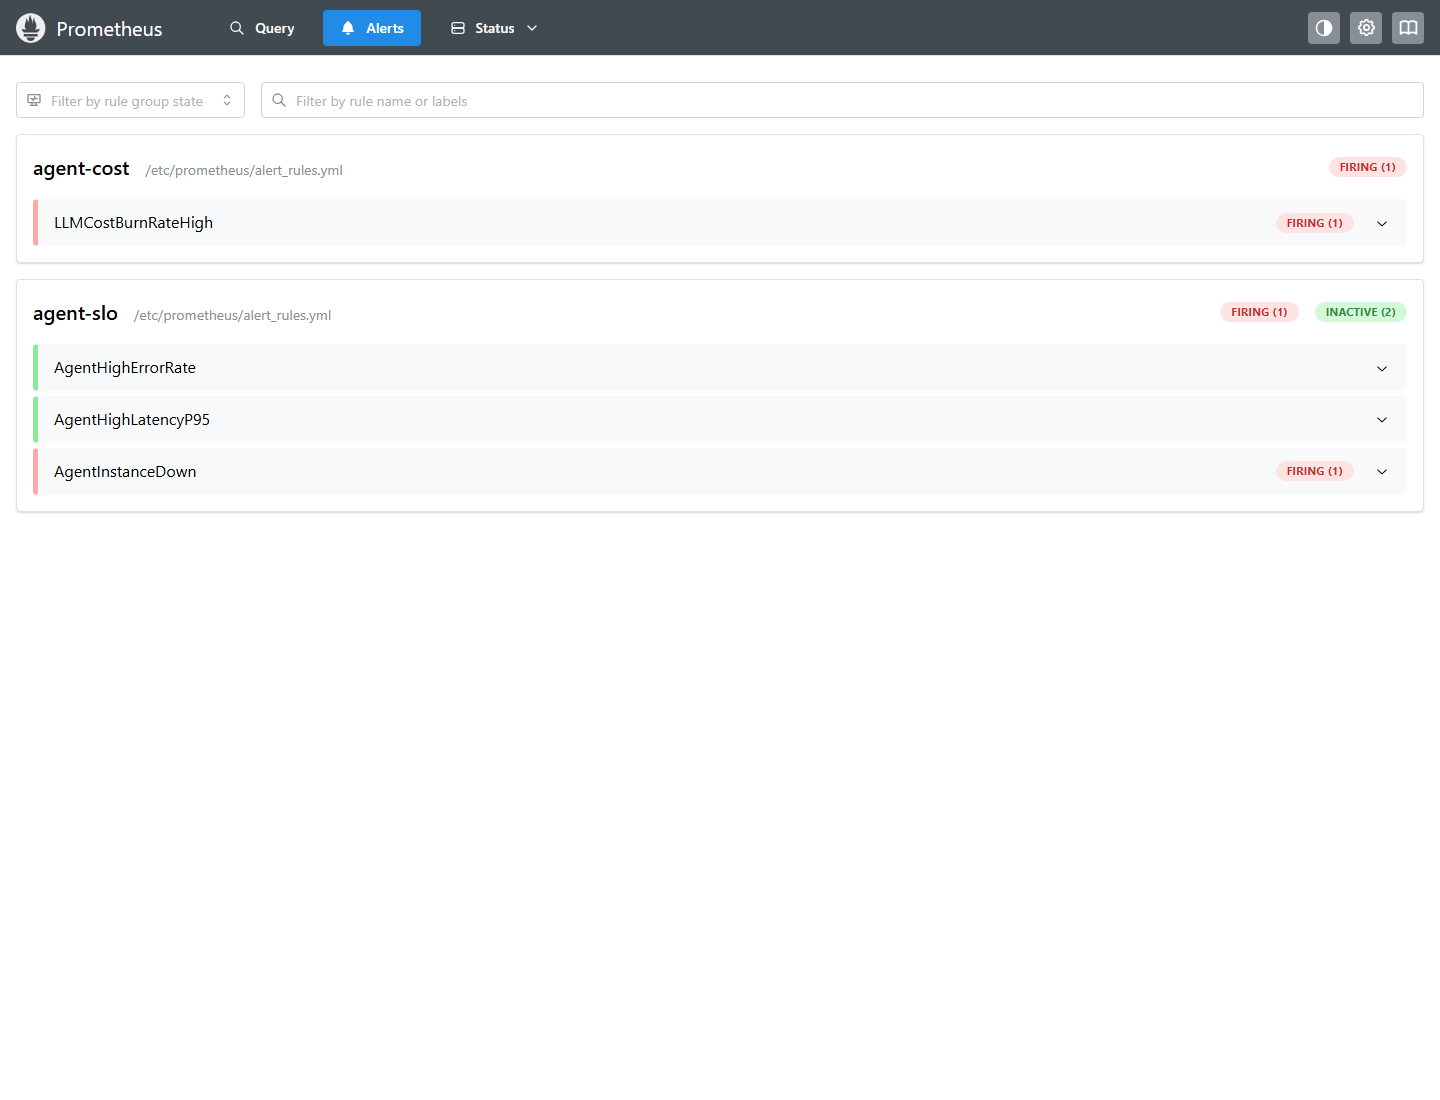 Prometheus Query Alerts Status
Filter by rule group state Filter by rule name or labels
agent-cost /etc/prometheus/alert_rules.yml FIRING (1)
LLMCostBurnRateHigh FIRING (1)
agent-slo /etc/prometheus/alert_rules.yml FIRING (1) INACTIVE (2)
AgentHighErrorRate
AgentHighLatencyP95
AgentInstanceDown FIRING (1)